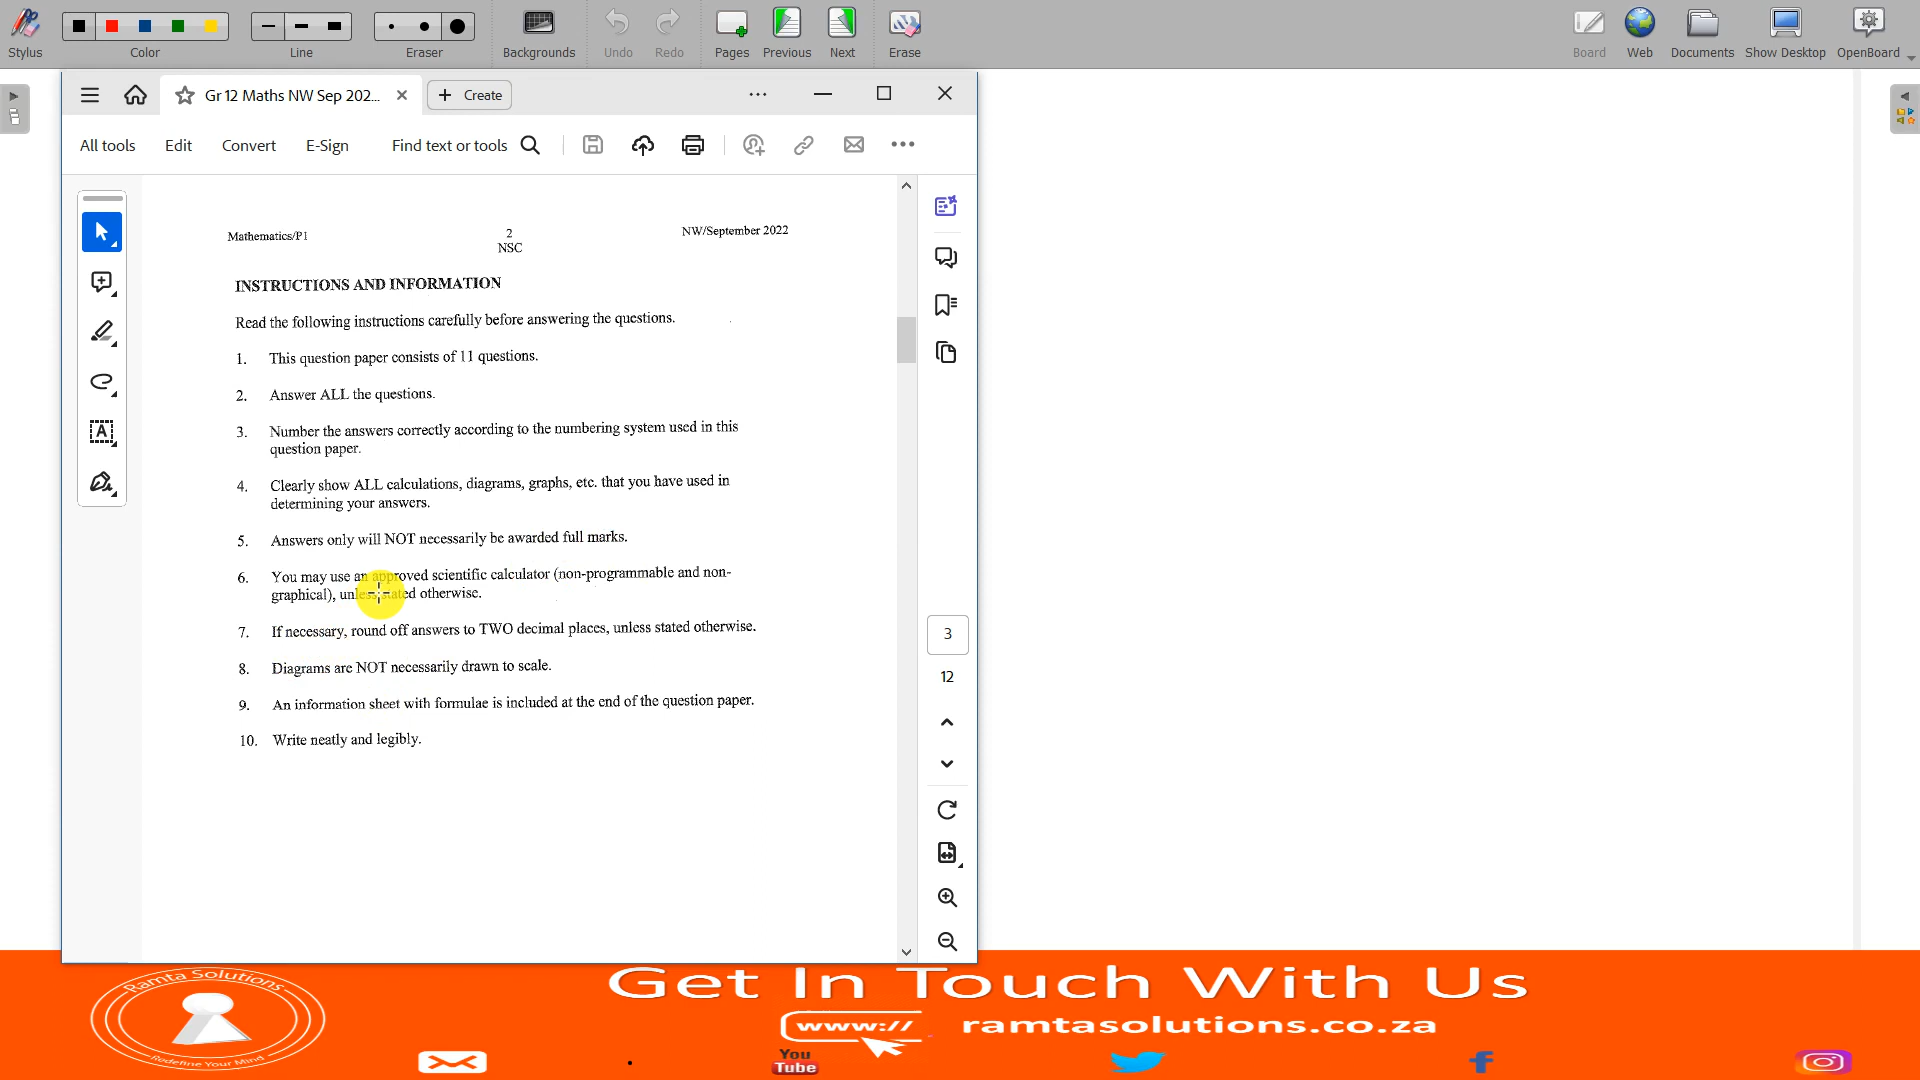 Stylus
Color
Line
Eraser
Backgrounds
Undo
Redo
Pages
Previous
Next
Erase
Board
Web
Documents
Show Desktop
OpenBoard
Gr 12 Maths NW Sep 202...
Create
All tools
Edit
Convert
E-Sign
Find text or tools
Mathematics/P1
2
NSC
NW/September 2022
INSTRUCTIONS AND INFORMATION
Read the following instructions carefully before answering the questions.
1. This question paper consists of 11 questions.
2. Answer ALL the questions.
3. Number the answers correctly according to the numbering system used in this
question paper.
4. Clearly show ALL calculations, diagrams, graphs, etc. that you have used in
determining your answers.
5. Answers only will NOT necessarily be awarded full marks.
6. You may use an approved scientific calculator (non-programmable and non-
graphical), unless stated otherwise.
7. If necessary, round off answers to TWO decimal places, unless stated otherwise.
8. Diagrams are NOT necessarily drawn to scale.
9. An information sheet with formulae is included at the end of the question paper.
10. Write neatly and legibly.
3
12
Ramta Solutions
Redefine Your Mind
Get In Touch With Us
www:// ramtasolutions.co.za
You
Tube